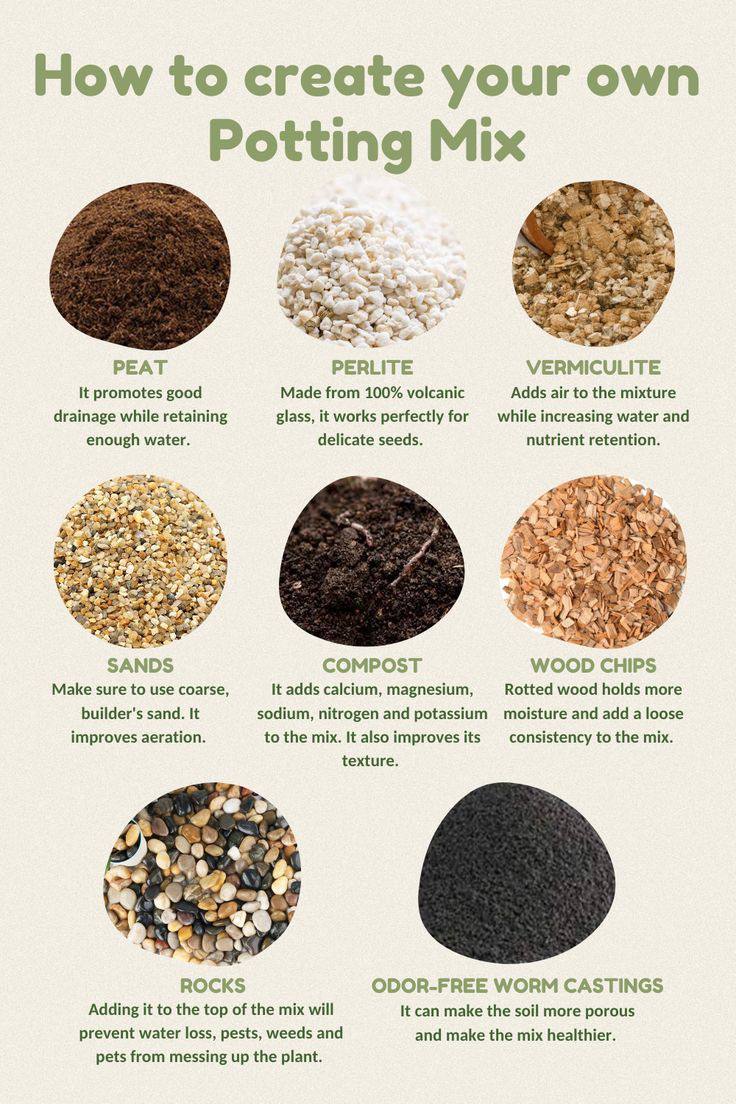 How to create your own
Potting Mix
PEAT
It promotes good
drainage while retaining
enough water.
PERLITE
Made from 100% volcanic
glass, it works perfectly for
delicate seeds.
VERMICULITE
Adds air to the mixture
while increasing water and
nutrient retention.
SANDS
Make sure to use coarse,
builder's sand. It
improves aeration.
COMPOST
It adds calcium, magnesium,
sodium, nitrogen and potassium
to the mix. It also improves its
texture.
WOOD CHIPS
Rotted wood holds more
moisture and add a loose
consistency to the mix.
ROCKS
Adding it to the top of the mix will
prevent water loss, pests, weeds and
pets from messing up the plant.
ODOR-FREE WORM CASTINGS
It can make the soil more porous
and make the mix healthier.